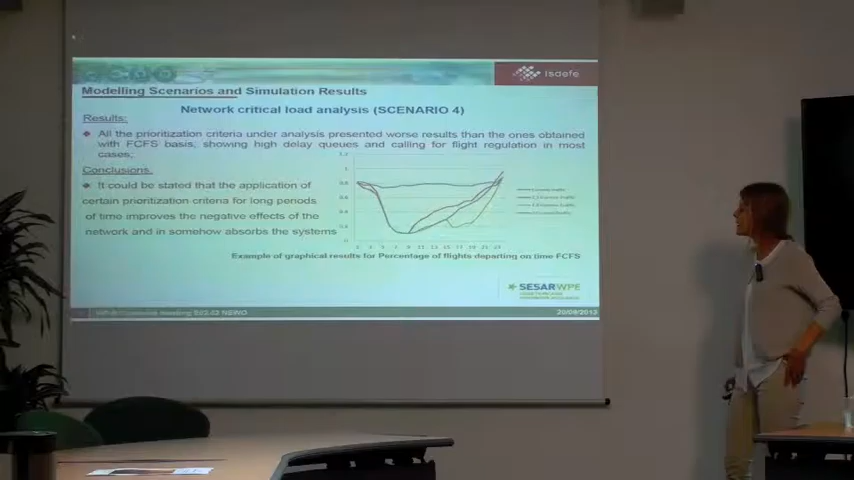 Isdefe
Modelling Scenarios and Simulation Results
Network critical load analysis (SCENARIO 4)
Results:
All the prioritization criteria under analysis presented worse results than the ones obtained
with FCFS basis, showing high delay queues and calling for flight regulation in most
cases;
Conclusions:
It could be stated that the application of
certain prioritization criteria for long periods
of time improves the negative effects of the
network and in somehow absorbs the systems
Example of graphical results for Percentage of flights departing on time FCFS
SESARWPE
20/09/2013